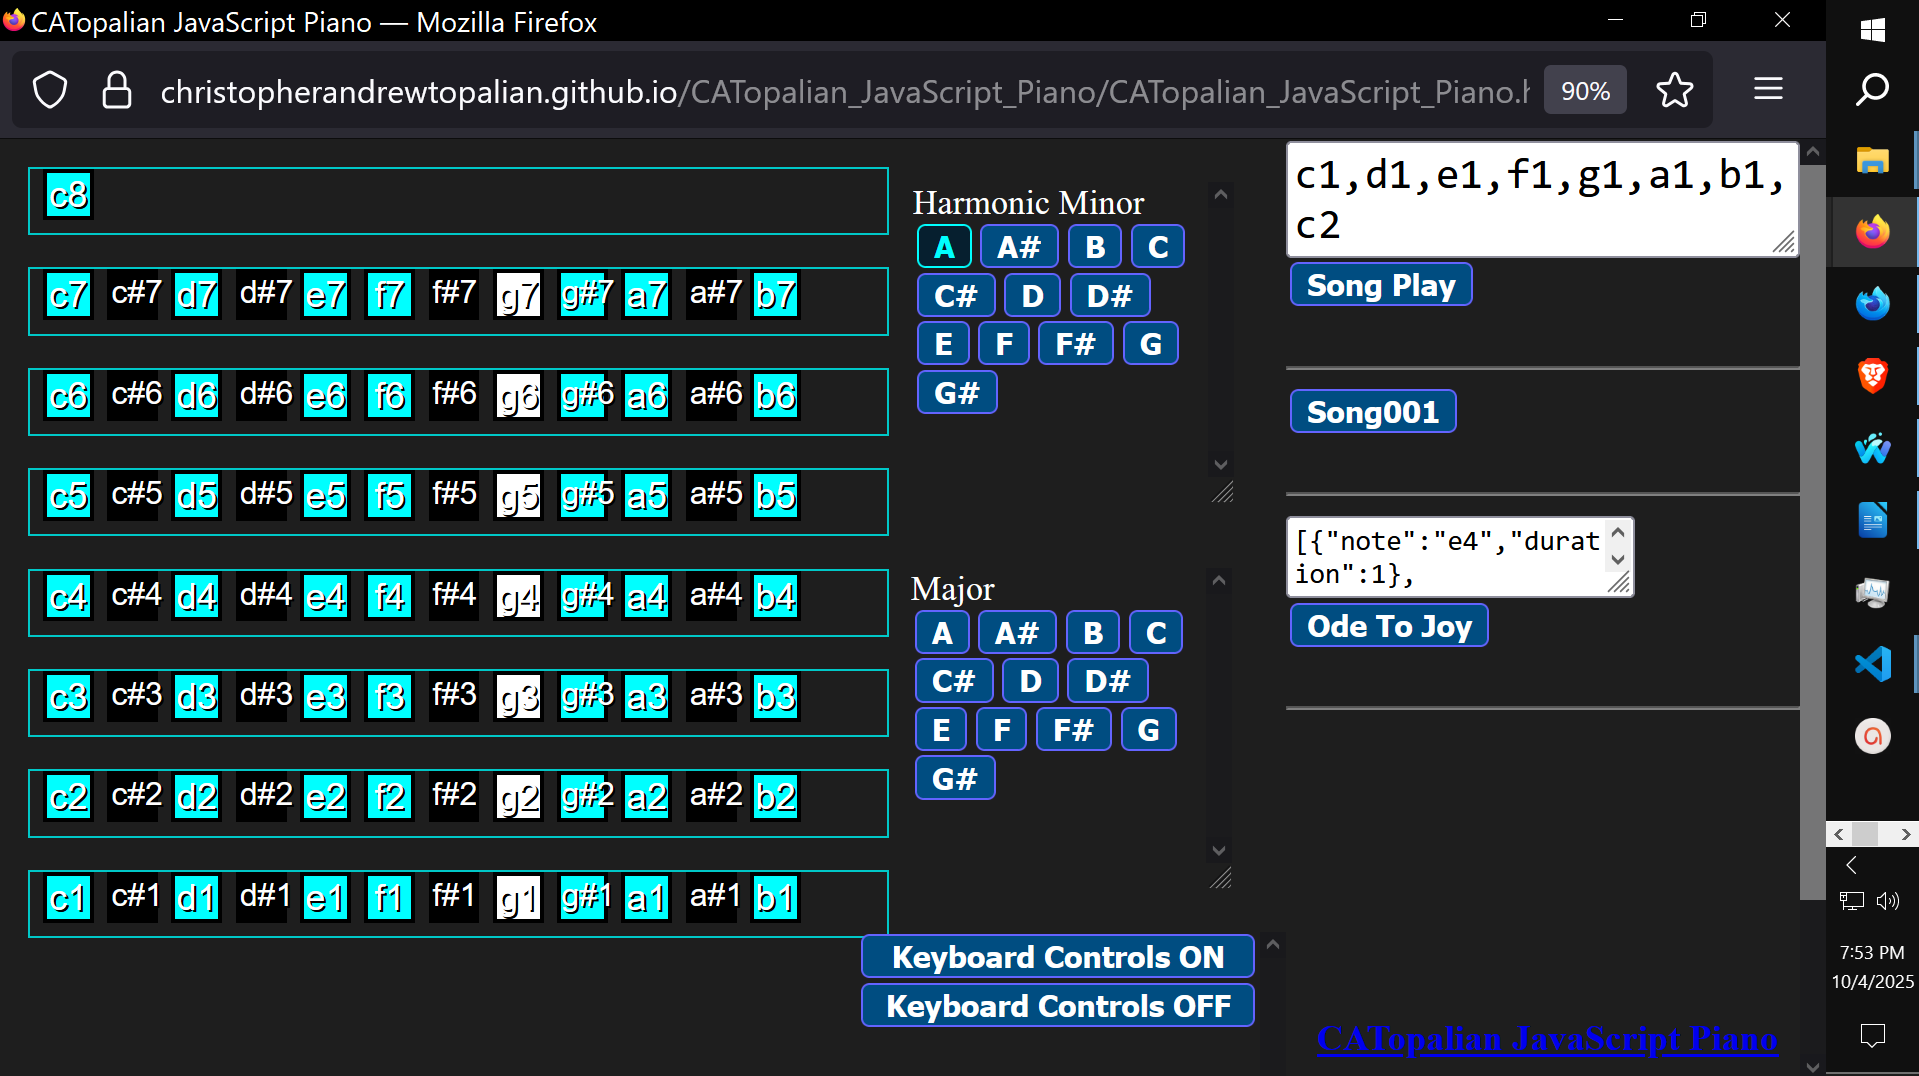 CATopalian JavaScript Piano — Mozilla Firefox
christopherandrewtopalian.github.io/CATopalian_JavaScript_Piano/CATopalian_JavaScript_Piano.h
90%
c8
c7 c#7 d7 d#7 e7 f7 f#7 g7 g#7 a7 a#7 b7
c6 c#6 d6 d#6 e6 f6 f#6 g6 g#6 a6 a#6 b6
c5 c#5 d5 d#5 e5 f5 f#5 g5 g#5 a5 a#5 b5
c4 c#4 d4 d#4 e4 f4 f#4 g4 g#4 a4 a#4 b4
c3 c#3 d3 d#3 e3 f3 f#3 g3 g#3 a3 a#3 b3
c2 c#2 d2 d#2 e2 f2 f#2 g2 g#2 a2 a#2 b2
c1 c#1 d1 d#1 e1 f1 f#1 g1 g#1 a1 a#1 b1
Harmonic Minor
A A# B C
C# D D#
E F F# G
G#
Major
A A# B C
C# D D#
E F F# G
G#
Keyboard Controls ON
Keyboard Controls OFF
c1,d1,e1,f1,g1,a1,b1,
c2
Song Play
Song001
[{"note":"e4","durat
ion":1},
Ode To Joy
CATopalian JavaScript Piano
7:53 PM
10/4/2025